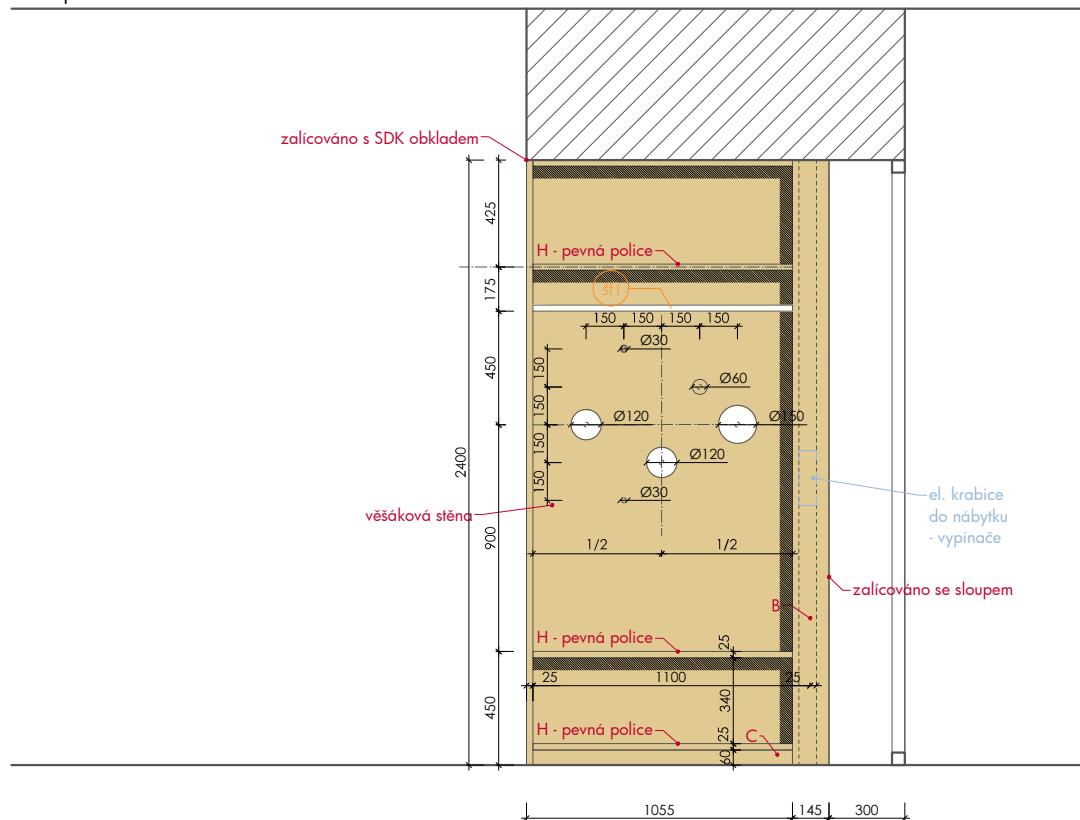 zalícováno s SDK obkladem
425
H - pevná police
175
150
150
150
150
Ø30
450
150
Ø60
150
Ø120
Ø150
150
Ø120
2400
150
Ø30
el. krabice
do nábytku
- vypínače
věšáková stěna
900
1/2
1/2
zalícováno se sloupem
B
H - pevná police
25
25
1100
25
340
450
H - pevná police
25
C
60
1055
145
300